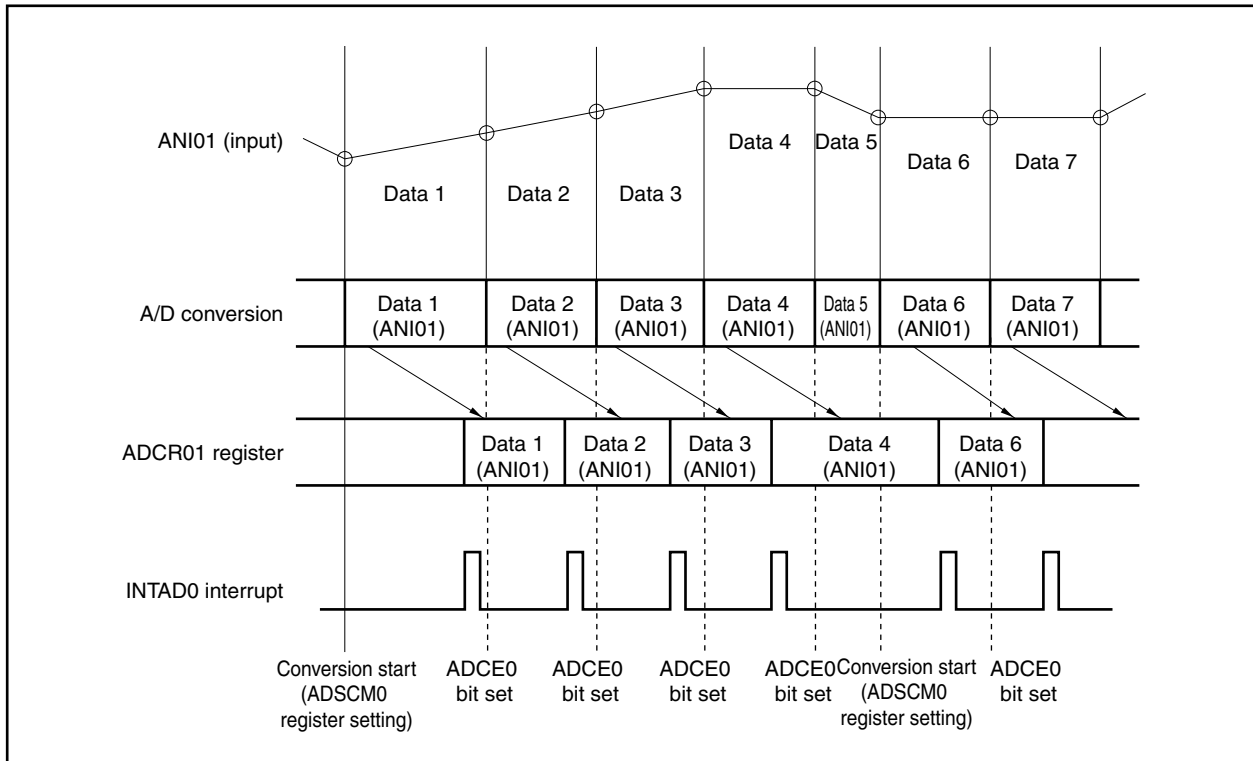 ANI01 (input)
Data 1
Data 2
Data 3
Data 4
Data 5
Data 6
Data 7
A/D conversion
Data 1
(ANI01)
Data 2
(ANI01)
Data 3
(ANI01)
Data 4
(ANI01)
Data 5
(ANI01)
Data 6
(ANI01)
Data 7
(ANI01)
ADCR01 register
Data 1
(ANI01)
Data 2
(ANI01)
Data 3
(ANI01)
Data 4
(ANI01)
Data 6
(ANI01)
INTAD0 interrupt
Conversion start
(ADSCM0
register setting)
ADCE0
bit set
ADCE0
bit set
ADCE0
bit set
ADCE0
bit set
Conversion start
(ADSCM0
register setting)
ADCE0
bit set